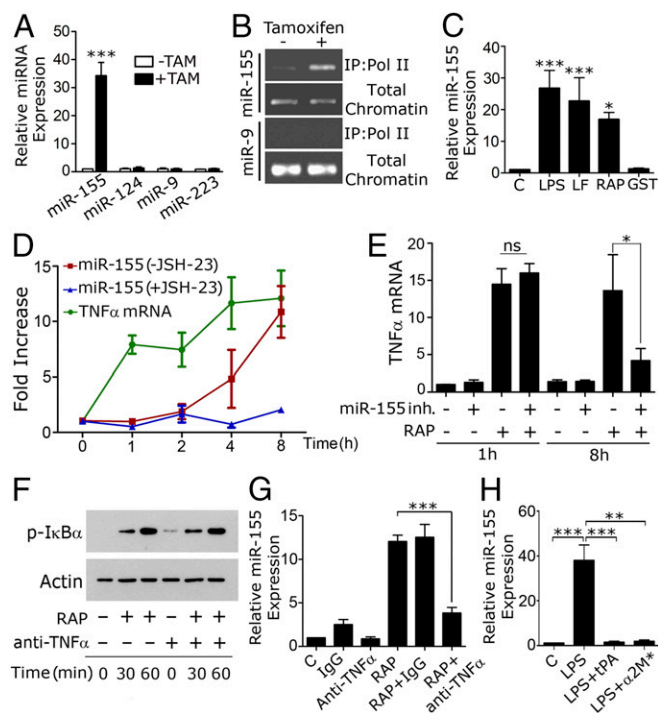 A
Relative miRNA
Expression
60
40
20
0
***
-TAM
+TAM
miR-155
miR-124
miR-9
miR-223
B
Tamoxifen
- +
miR-155
IP:Pol II
Total
Chromatin
miR-9
IP:Pol II
Total
Chromatin
C
Relative miR-155
Expression
50
40
30
20
10
0
***
***
*
C LPS LF RAP GST
D
Fold Increase
15
10
5
0
miR-155(-JSH-23)
miR-155(+JSH-23)
TNFα mRNA
0 1 2 4 8 Time(h)
E
TNFα mRNA
20
15
10
5
0
ns
*
miR-155 inh. - + - + - + - +
RAP - - + + - - + +
1h 8h
F
p-IκBα
Actin
RAP - + + - + +
anti-TNFα - - - + + +
Time(min) 0 30 60 0 30 60
G
Relative miR-155
Expression
15
10
5
0
***
C
IgG
Anti-TNFα
RAP
RAP+IgG
RAP+
anti-TNFα
H
Relative miR-155
Expression
60
40
20
0
**
*** ***
C
LPS
LPS+tPA
LPS+α2M*